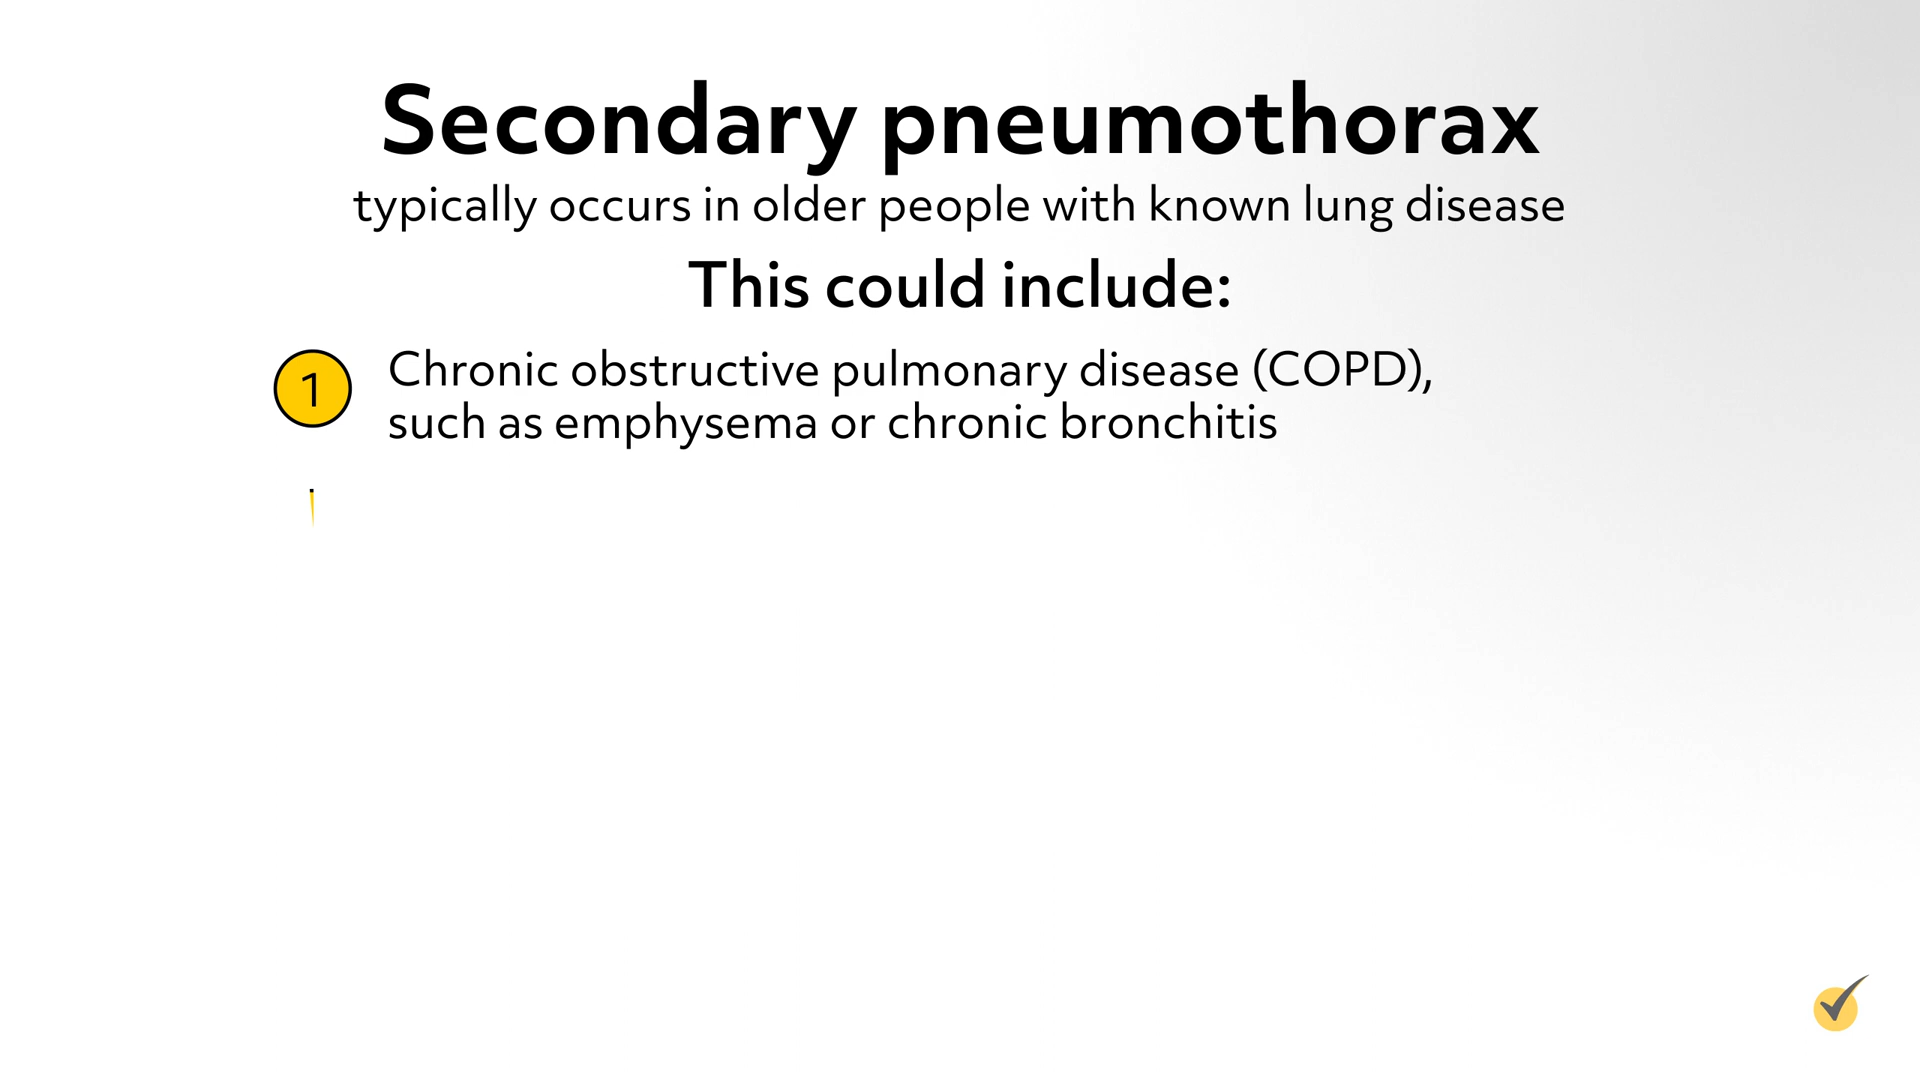 Secondary pneumothorax
typically occurs in older people with known lung disease
This could include:
1 Chronic obstructive pulmonary disease (COPD),
such as emphysema or chronic bronchitis